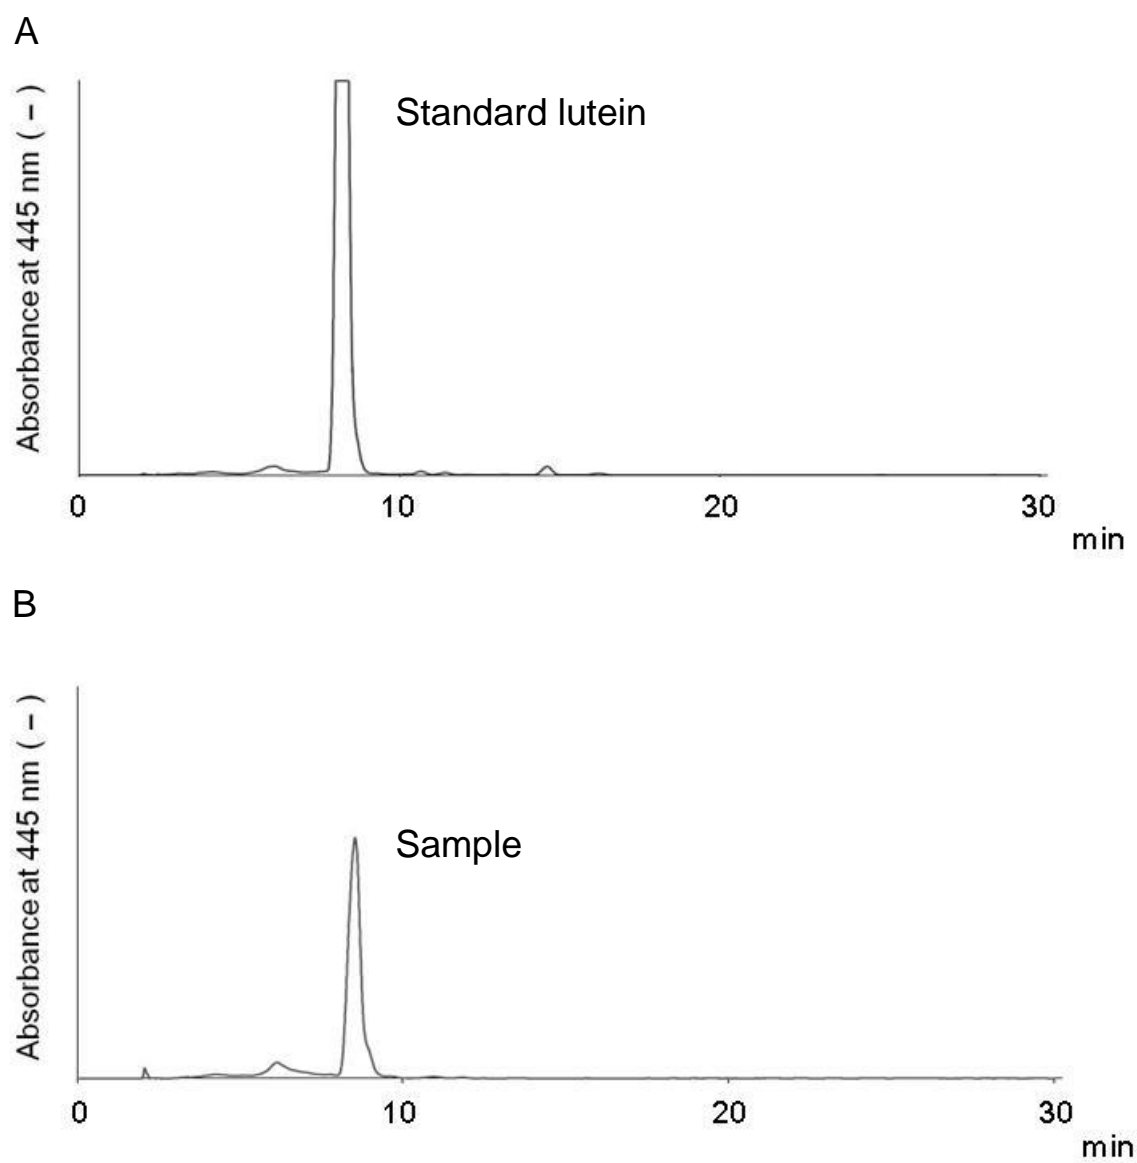 A
Absorbance at 445 nm ( − )
Standard lutein
0 10 20 30
min
B
Absorbance at 445 nm ( − )
Sample
0 10 20 30
min